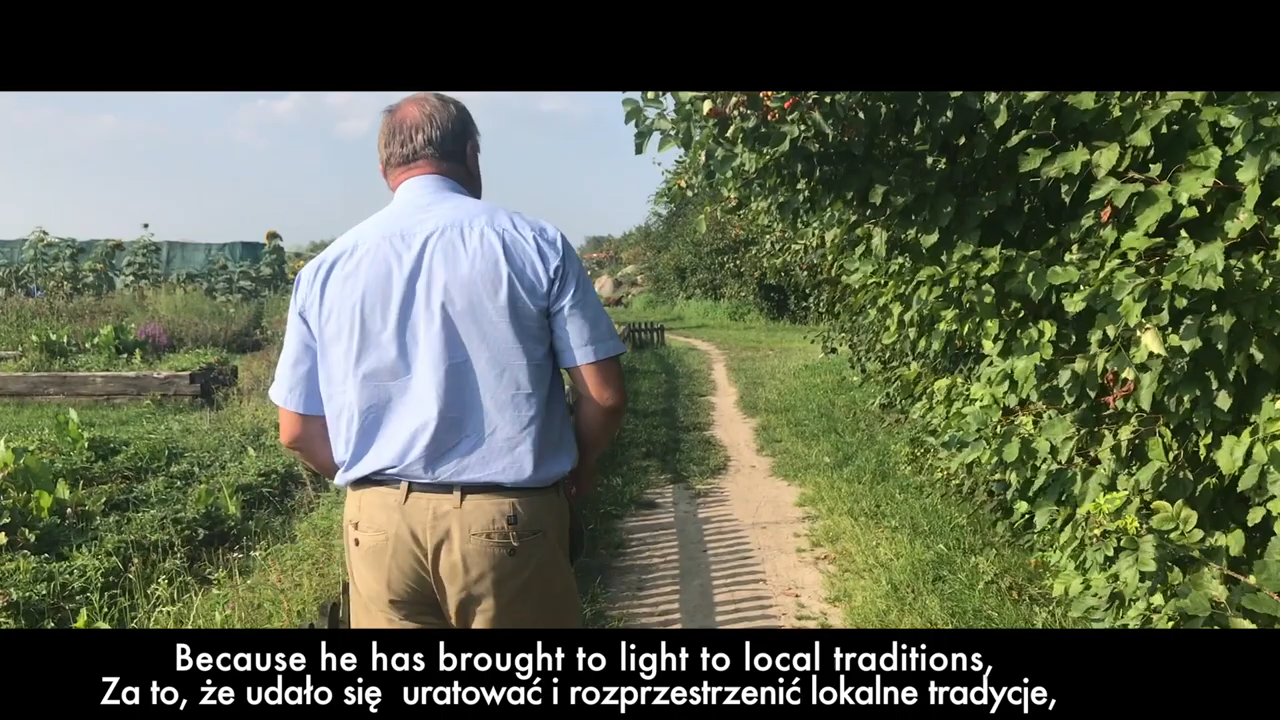 Because he has brought to light to local traditions,
Za to, że udało się uratować i rozprzestrzenić lokalne tradycje,